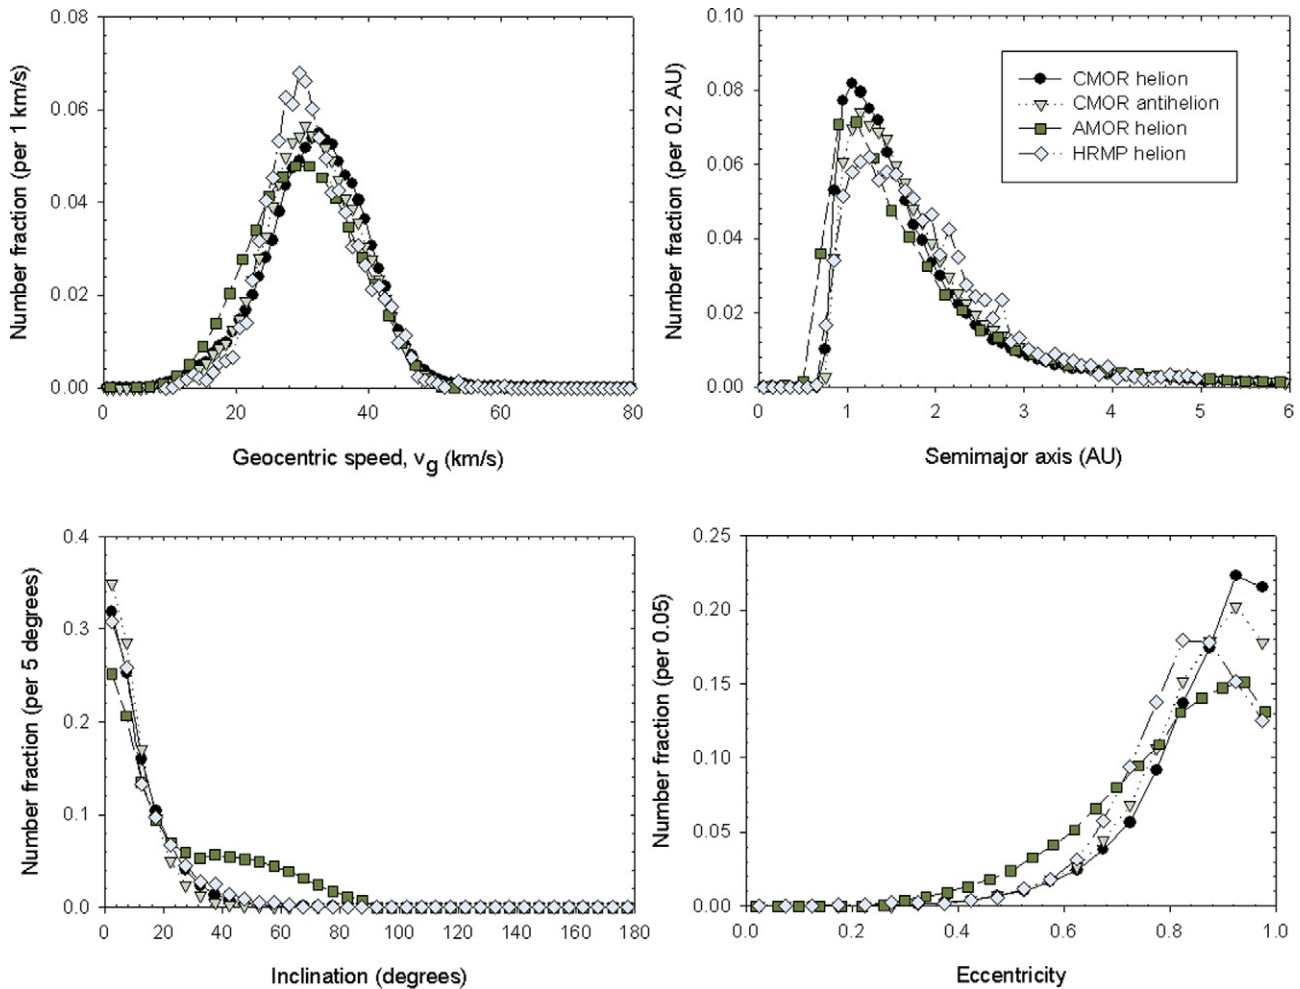 0.08
0.06
0.04
0.02
0.00
Number fraction (per 1 km/s)
0 20 40 60 80
Geocentric speed, vg (km/s)
0.10
0.08
0.06
0.04
0.02
0.00
Number fraction (per 0.2 AU)
CMOR helion
CMOR antihelion
AMOR helion
HRMP helion
0 1 2 3 4 5 6
Semimajor axis (AU)
0.4
0.3
0.2
0.1
0.0
Number fraction (per 5 degrees)
0 20 40 60 80 100 120 140 160 180
Inclination (degrees)
0.25
0.20
0.15
0.10
0.05
0.00
Number fraction (per 0.05)
0.0 0.2 0.4 0.6 0.8 1.0
Eccentricity